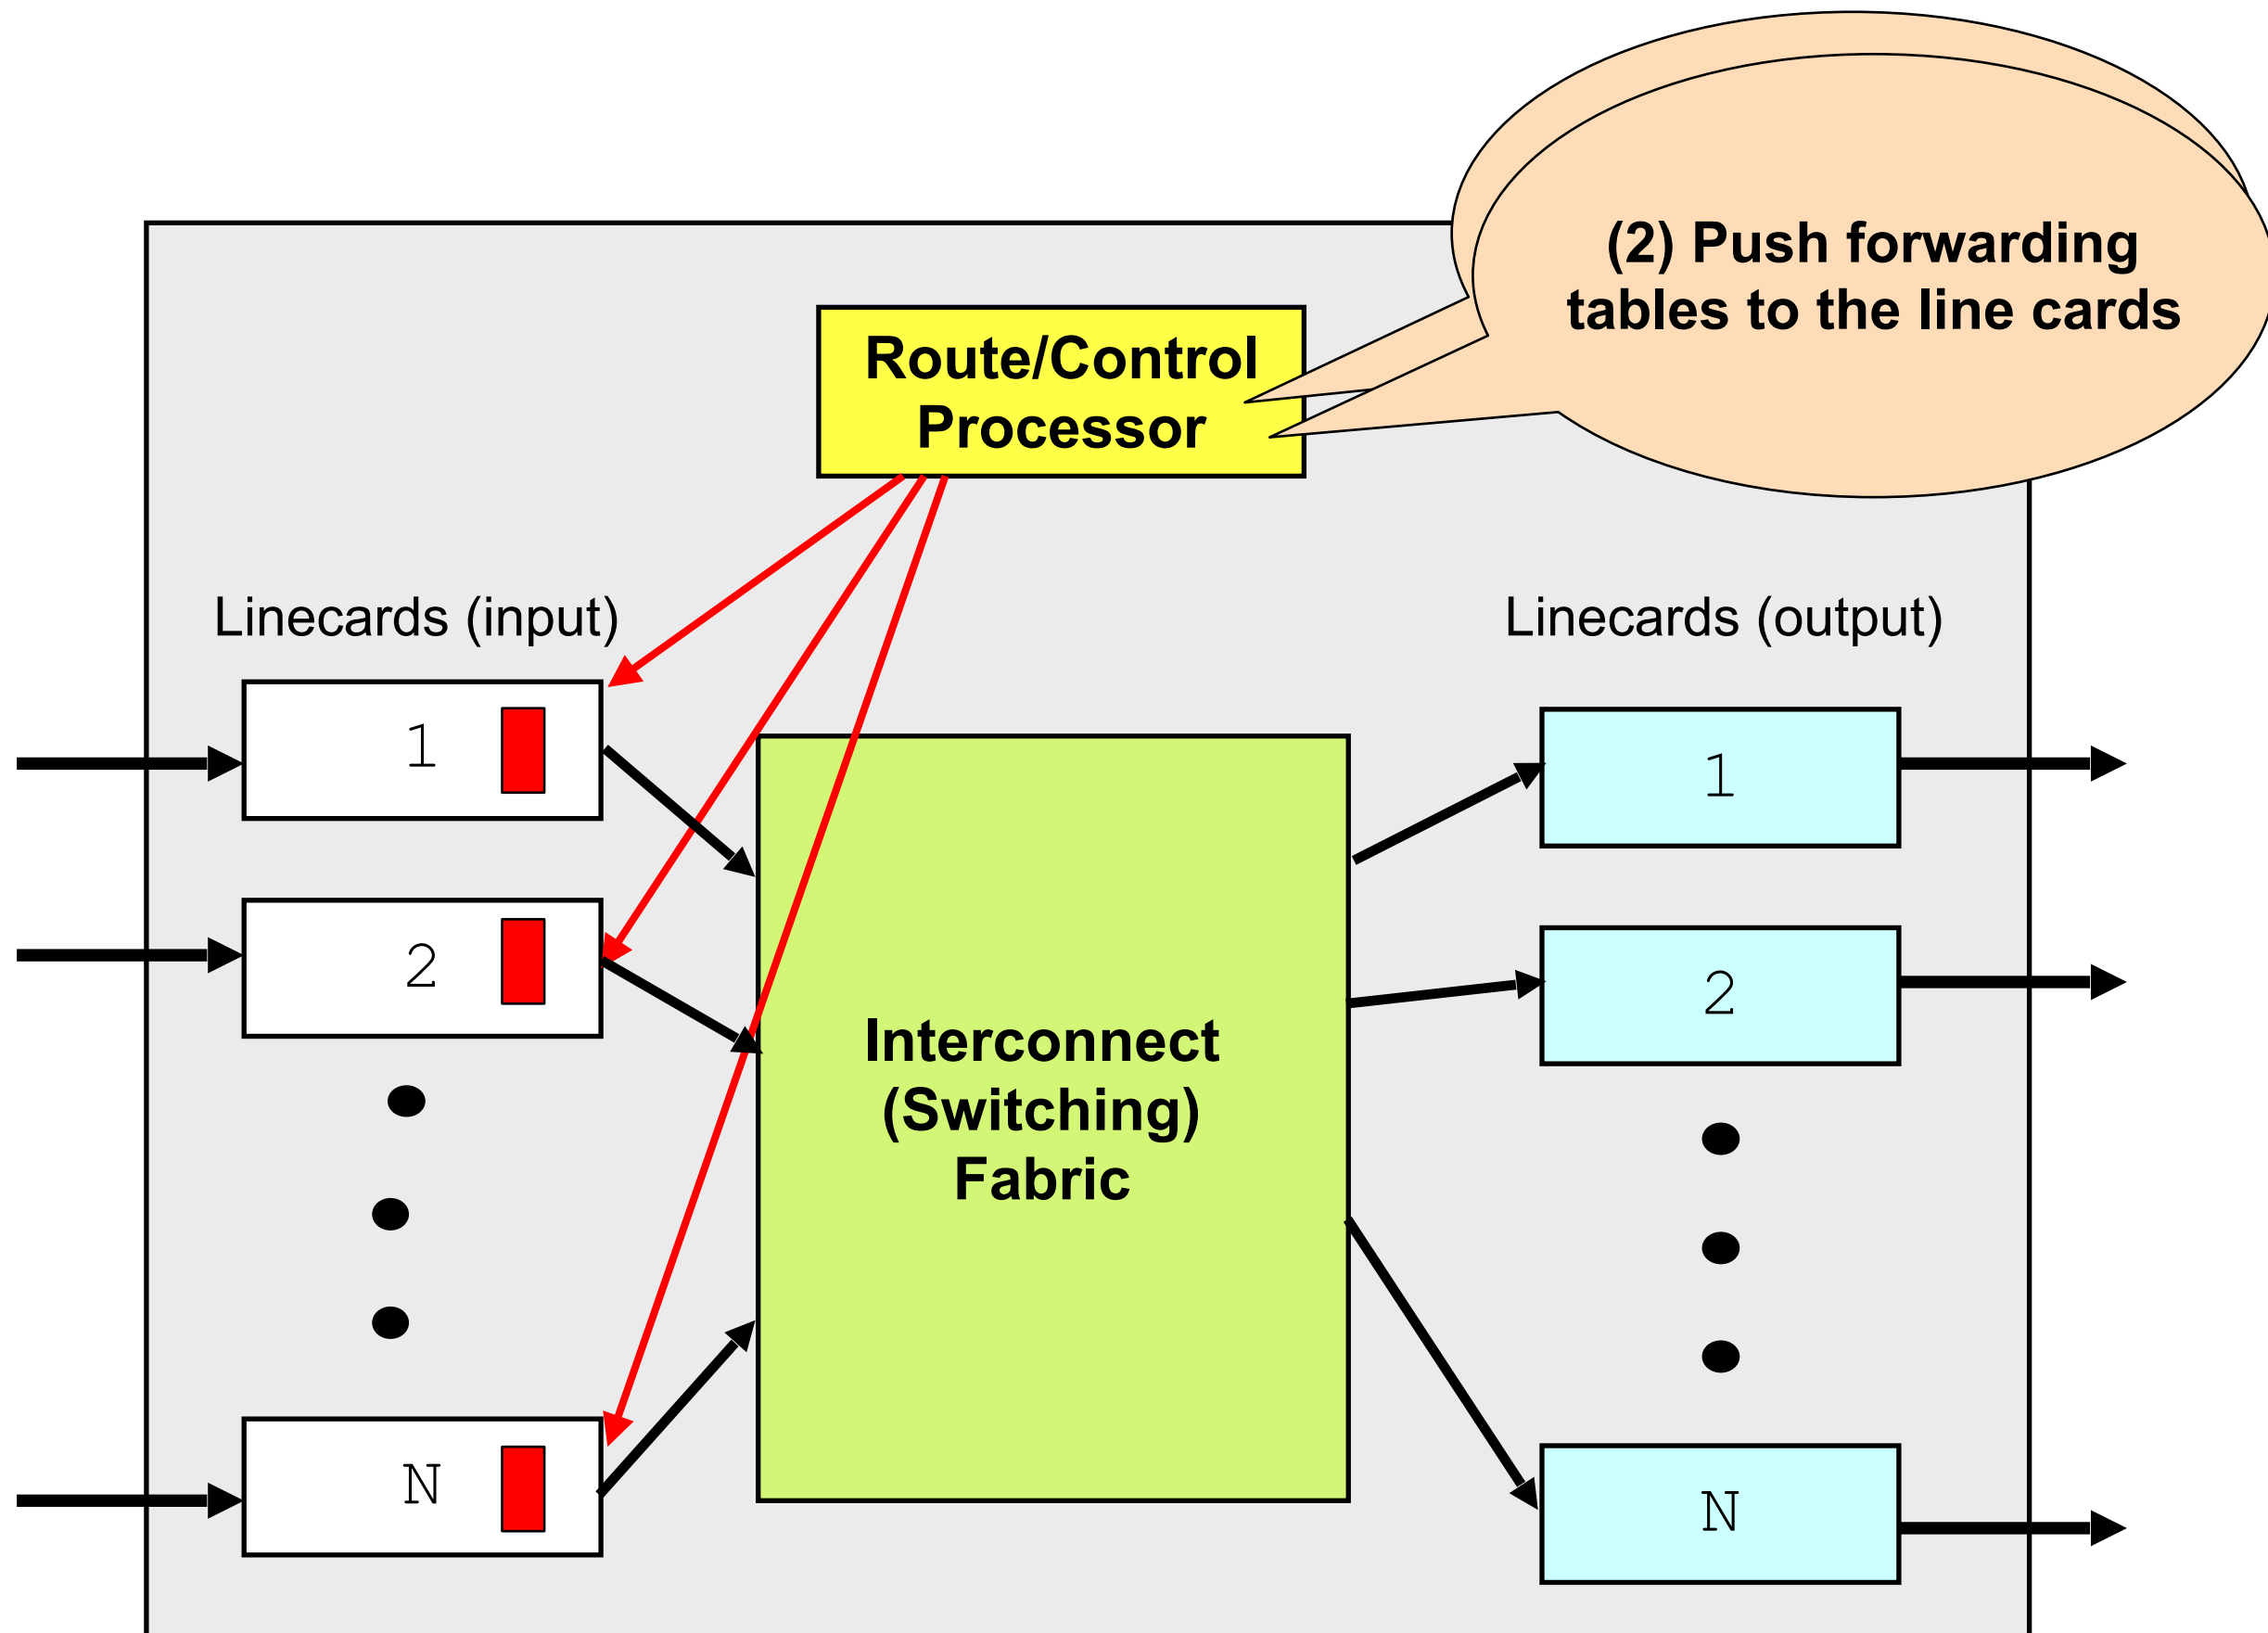 (2) Push forwarding
tables to the line cards
Route/Control
Processor
Linecards (input)
Linecards (output)
1
1
2
2
Interconnect
(Switching)
Fabric
N
N